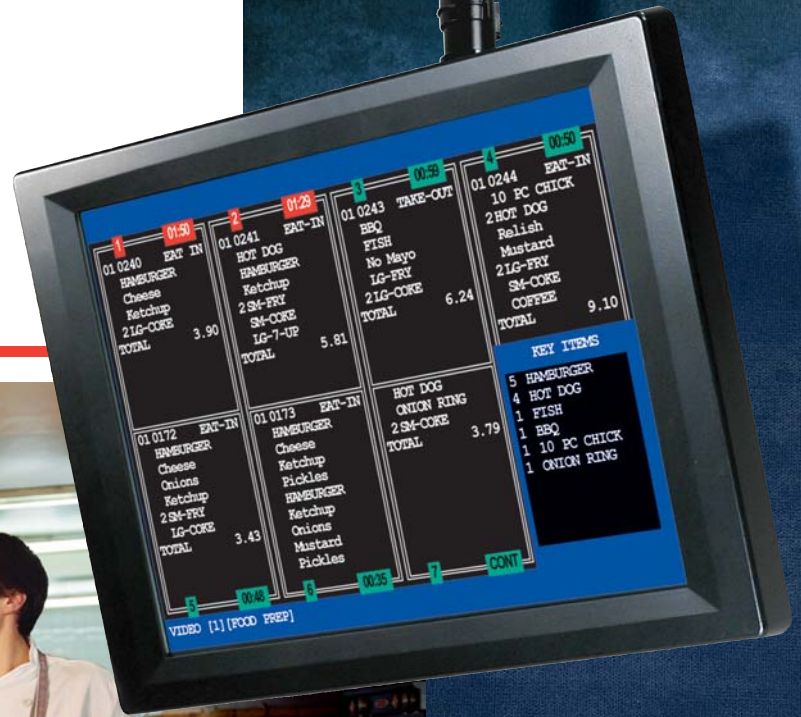 1 01:50
01 0240 EAT IN
HAMBURGER
Cheese
Ketchup
2 LG-COKE
TOTAL 3.90
2 01:29
01 0241 EAT-IN
HOT DOG
HAMBURGER
Ketchup
2 SM-FRY
SM-COKE
LG-7-UP
TOTAL 5.81
3 00:59
01 0243 TAKE-OUT
BBQ
FISH
No Mayo
LG-FRY
2 LG-COKE
TOTAL 6.24
4 00:50
01 0244 EAT-IN
10 PC CHICK
2 HOT DOG
Relish
Mustard
2 LG-FRY
SM-COKE
COFFEE
TOTAL 9.10
01 0172 EAT-IN
HAMBURGER
Cheese
Onions
Ketchup
2 SM-FRY
LG-COKE
TOTAL 3.43
5 00:48
01 0173 EAT-IN
HAMBURGER
Cheese
Ketchup
Pickles
HAMBURGER
Ketchup
Onions
Mustard
Pickles
6 00:35
HOT DOG
ONION RING
2 SM-COKE
TOTAL 3.79
7 CONT
KEY ITEMS
5 HAMBURGER
4 HOT DOG
1 FISH
1 BBQ
1 10 PC CHICK
1 ONION RING
VIDEO [1] [FOOD PREP]